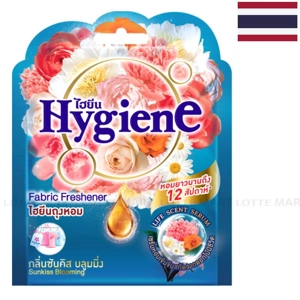 ไฮยีน
Hygiene
Fabric Freshener
ไฮยีนถุงหอม
หอมยาวนานถึง
12 สัปดาห์
LIFE SCENT SERUM
กลิ่นซันคิส บลูมมิ่ง
Sunkiss Blooming
LOTTE MAR